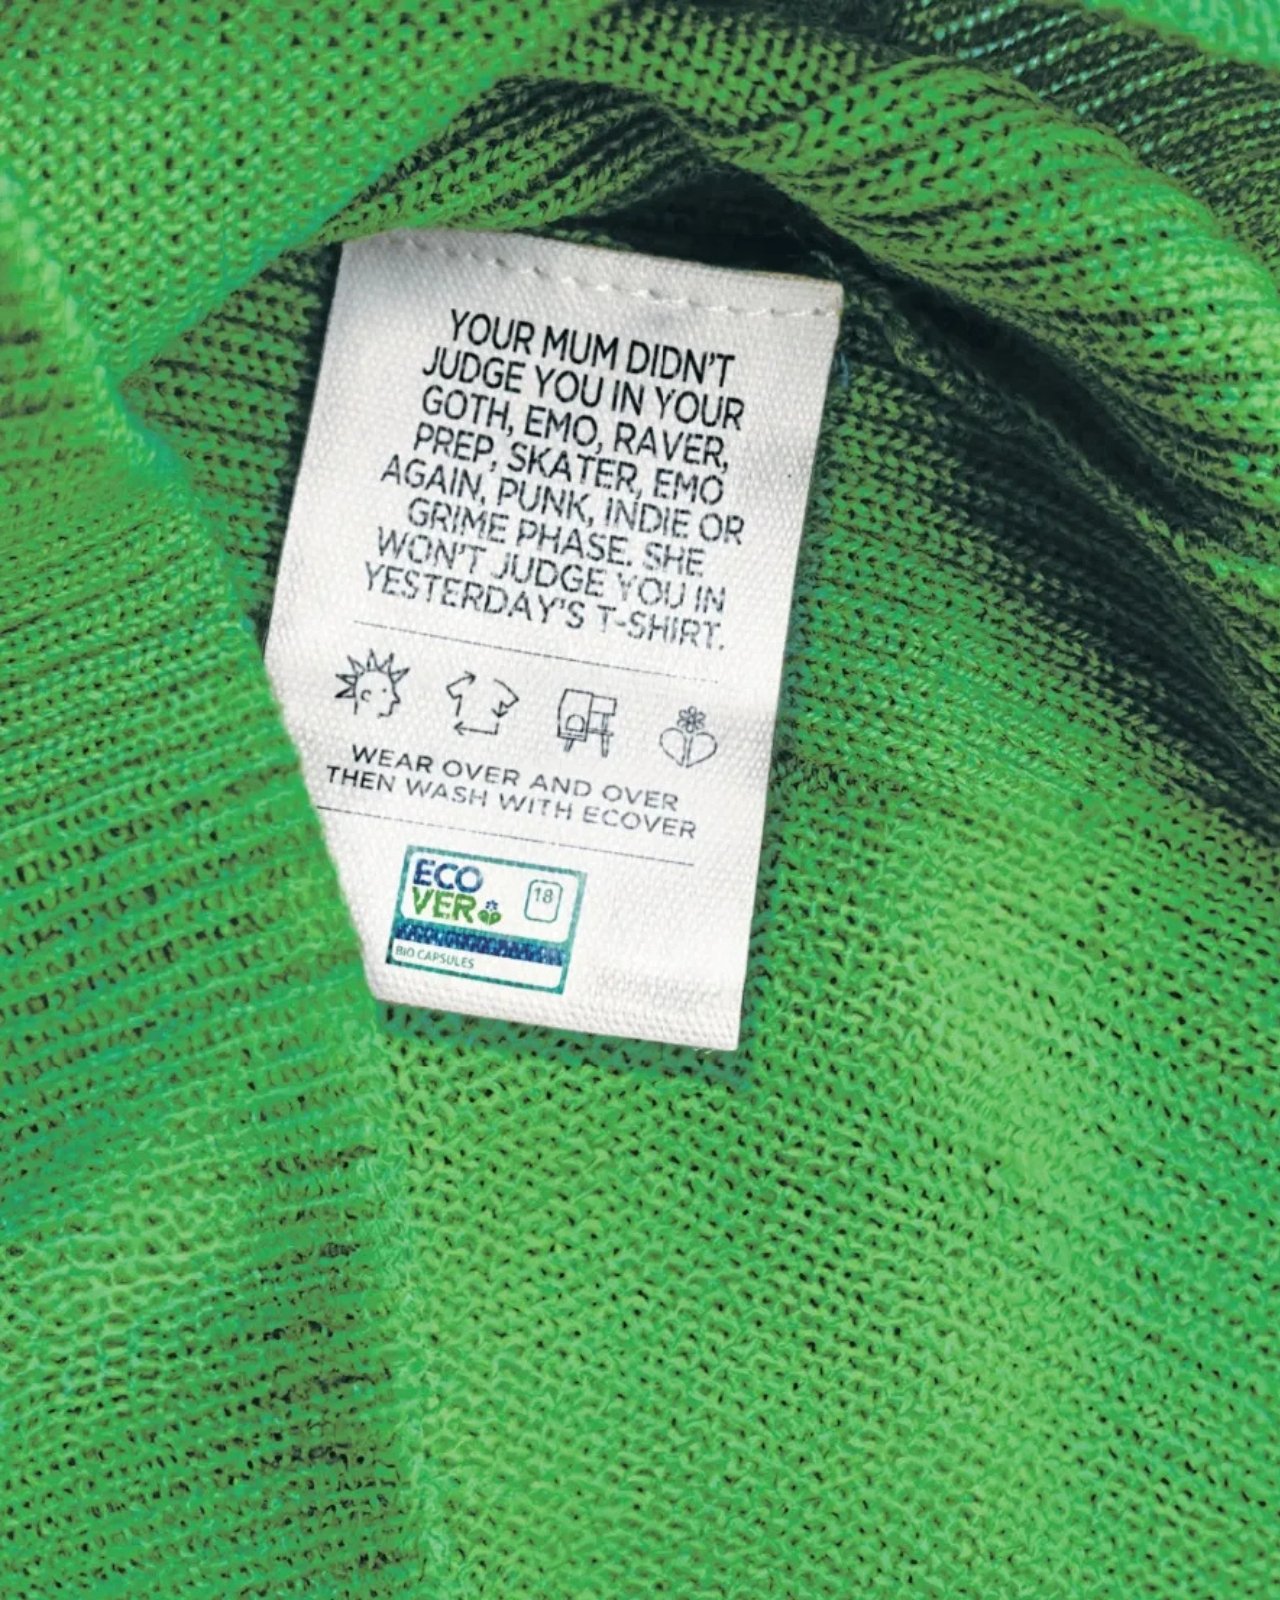 YOUR MUM DIDN'T
JUDGE YOU IN YOUR
GOTH, EMO, RAVER,
PREP, SKATER, EMO
AGAIN, PUNK, INDIE OR
GRIME PHASE. SHE
WON'T JUDGE YOU IN
YESTERDAY'S T-SHIRT.
WEAR OVER AND OVER
THEN WASH WITH ECOVER
ECO
VER
18
BIO CAPSULES